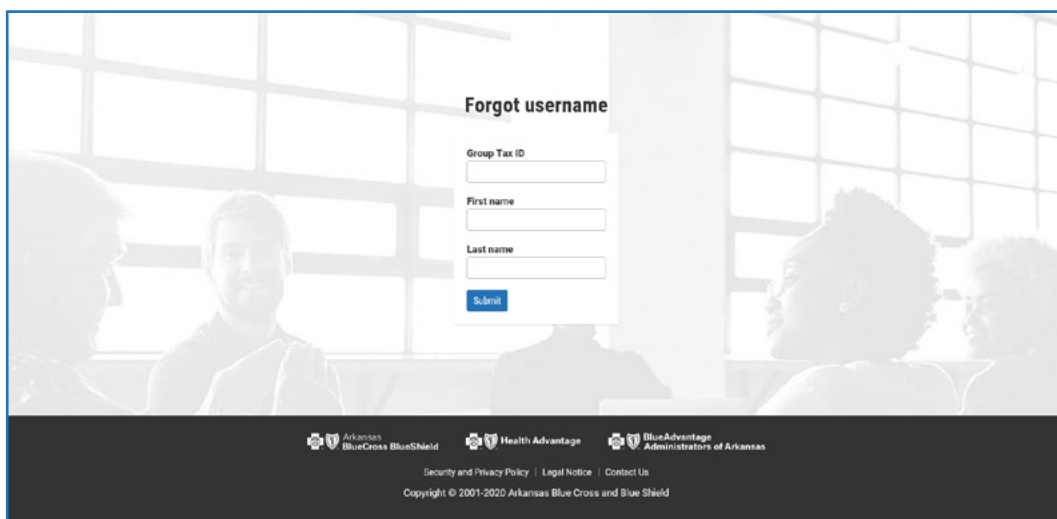 Forgot username
Group Tax ID
First name
Last name
Submit
Arkansas
BlueCross BlueShield
Health Advantage
BlueAdvantage
Administrators of Arkansas
Security and Privacy Policy | Legal Notice | Contact Us
Copyright © 2001-2020 Arkansas Blue Cross and Blue Shield